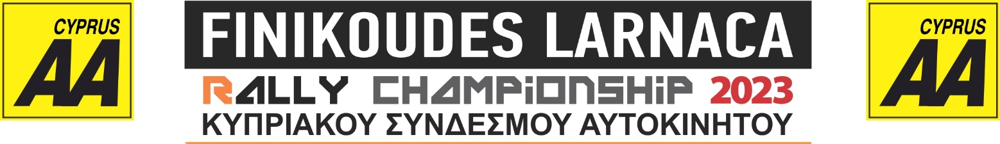 CYPRUS
AA
FINIKOUDES LARNACA
RALLY CHAMPiONSHiP 2023
ΚΥΠΡΙΑΚΟΥ ΣΥΝΔΕΣΜΟΥ ΑΥΤΟΚΙΝΗΤΟΥ
CYPRUS
AA